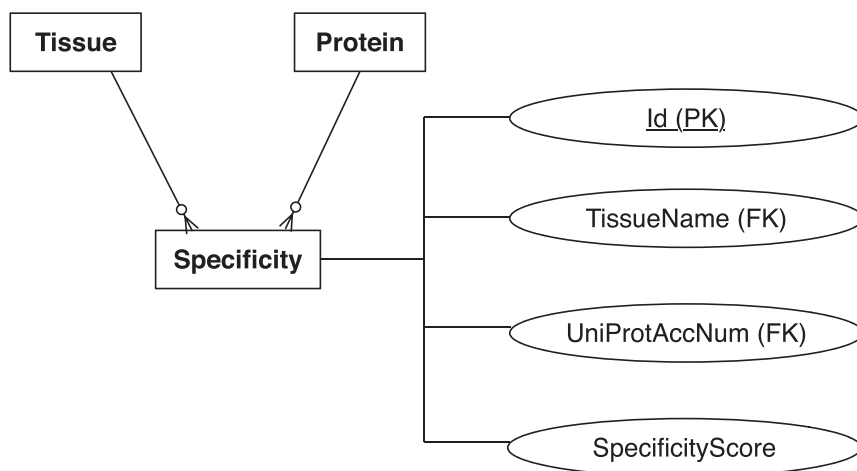 Tissue
Protein
Id (PK)
TissueName (FK)
Specificity
UniProtAccNum (FK)
SpecificityScore